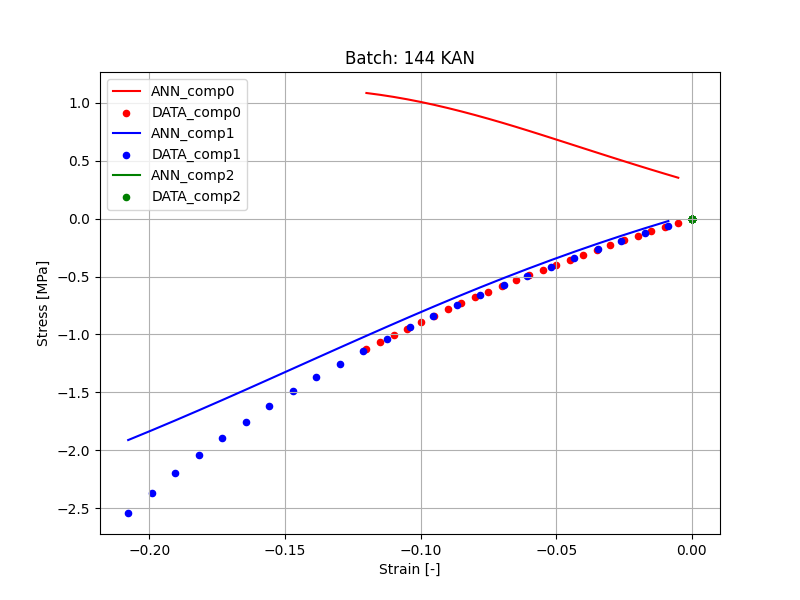 Batch: 144 KAN
ANN_comp0
DATA_comp0
ANN_comp1
DATA_comp1
ANN_comp2
DATA_comp2
1.0
0.5
0.0
−0.5
−1.0
−1.5
−2.0
−2.5
Stress [MPa]
−0.20
−0.15
−0.10
−0.05
0.00
Strain [-]